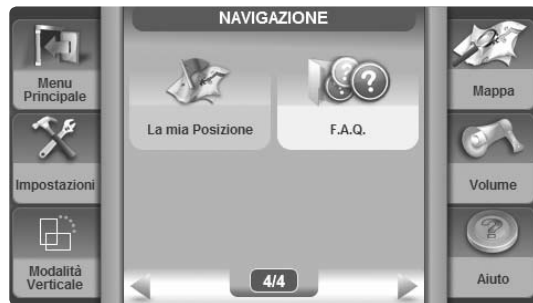 NAVIGAZIONE
Menu
Principale
Impostazioni
Modalità
Verticale
La mia Posizione
F.A.Q.
4/4
Mappa
Volume
Aiuto